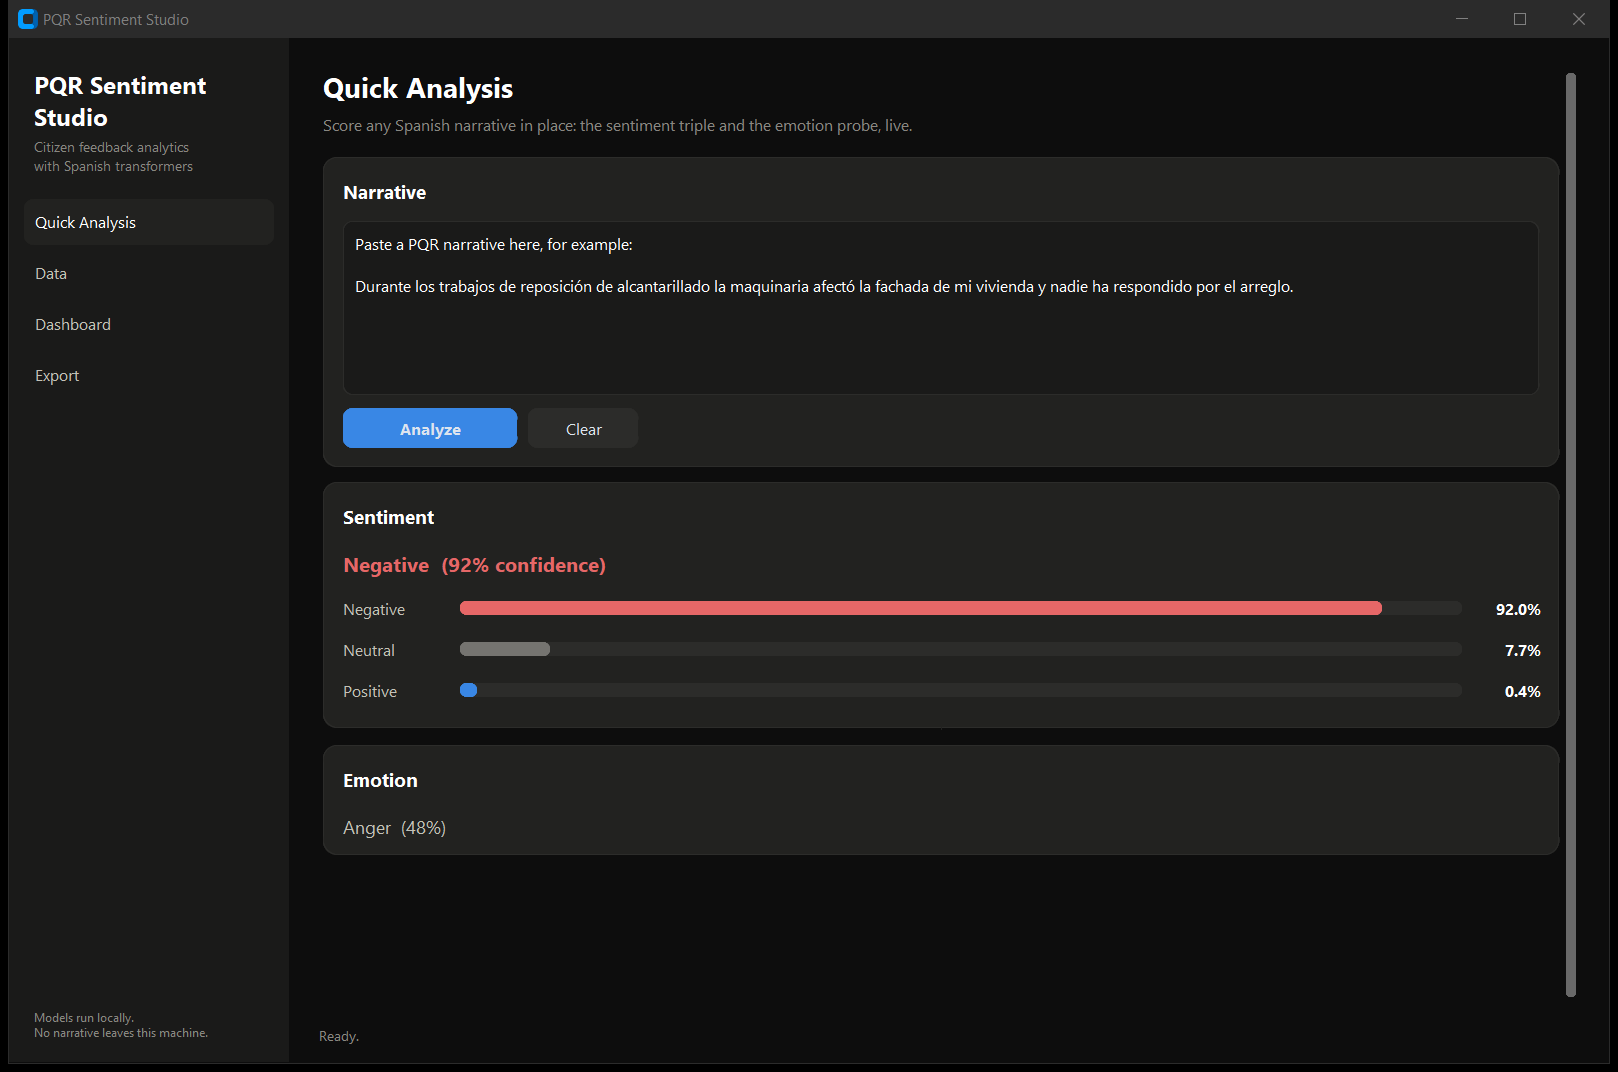 PQR Sentiment Studio
PQR Sentiment
Studio
Citizen feedback analytics
with Spanish transformers
Quick Analysis
Data
Dashboard
Export
Models run locally.
No narrative leaves this machine.
Quick Analysis
Score any Spanish narrative in place: the sentiment triple and the emotion probe, live.
Narrative
Paste a PQR narrative here, for example:
Durante los trabajos de reposición de alcantarillado la maquinaria afectó la fachada de mi vivienda y nadie ha respondido por el arreglo.
Analyze Clear
Sentiment
Negative (92% confidence)
Negative 92.0%
Neutral 7.7%
Positive 0.4%
Emotion
Anger (48%)
Ready.